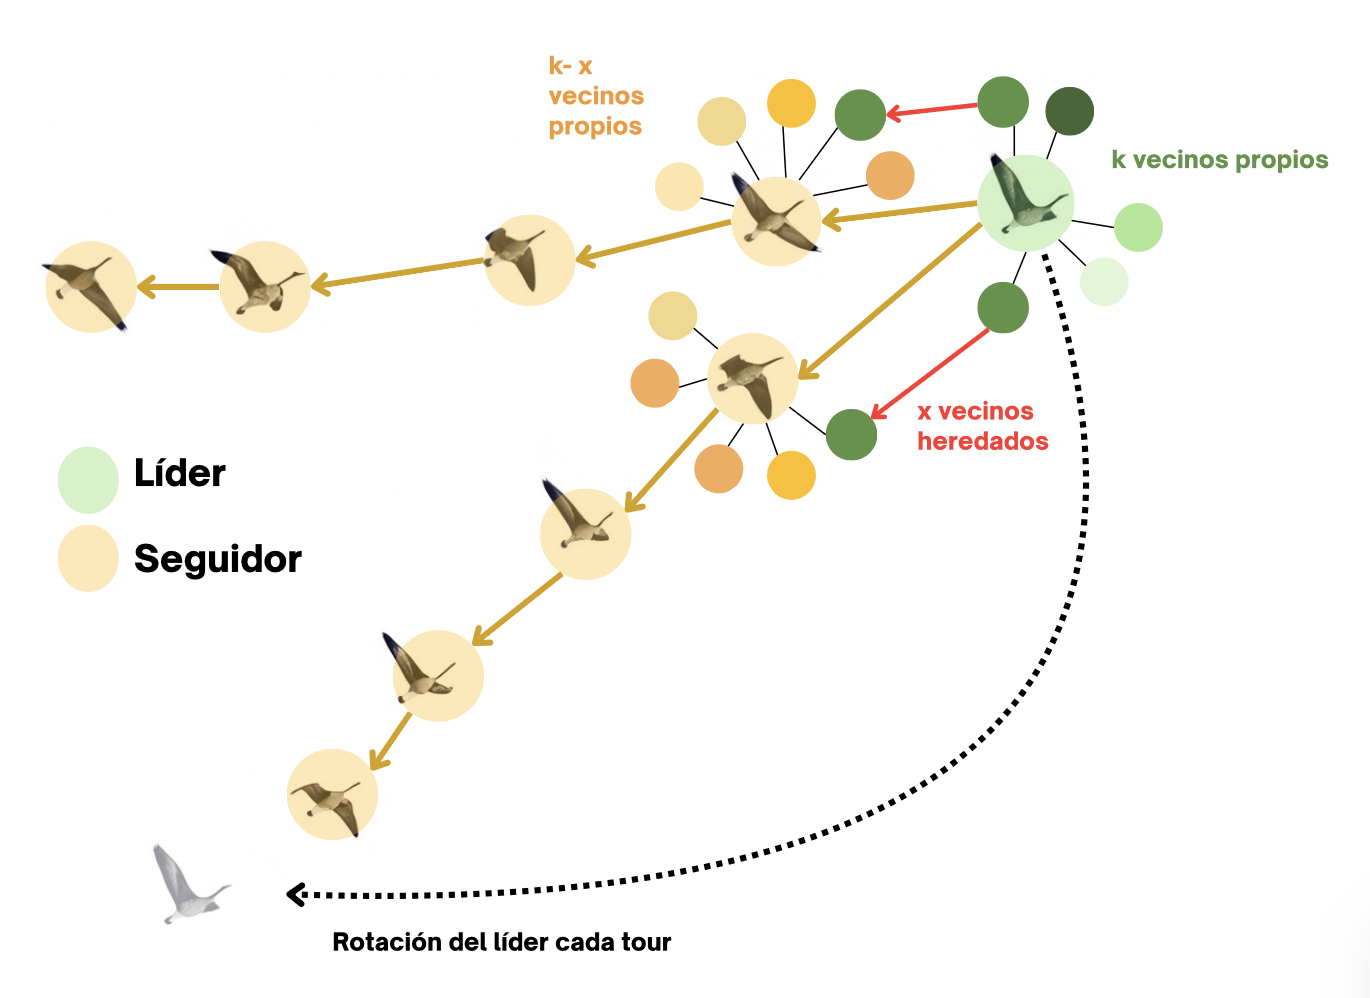 k- x
vecinos
propios
k vecinos propios
x vecinos
heredados
Líder
Seguidor
Rotación del líder cada tour